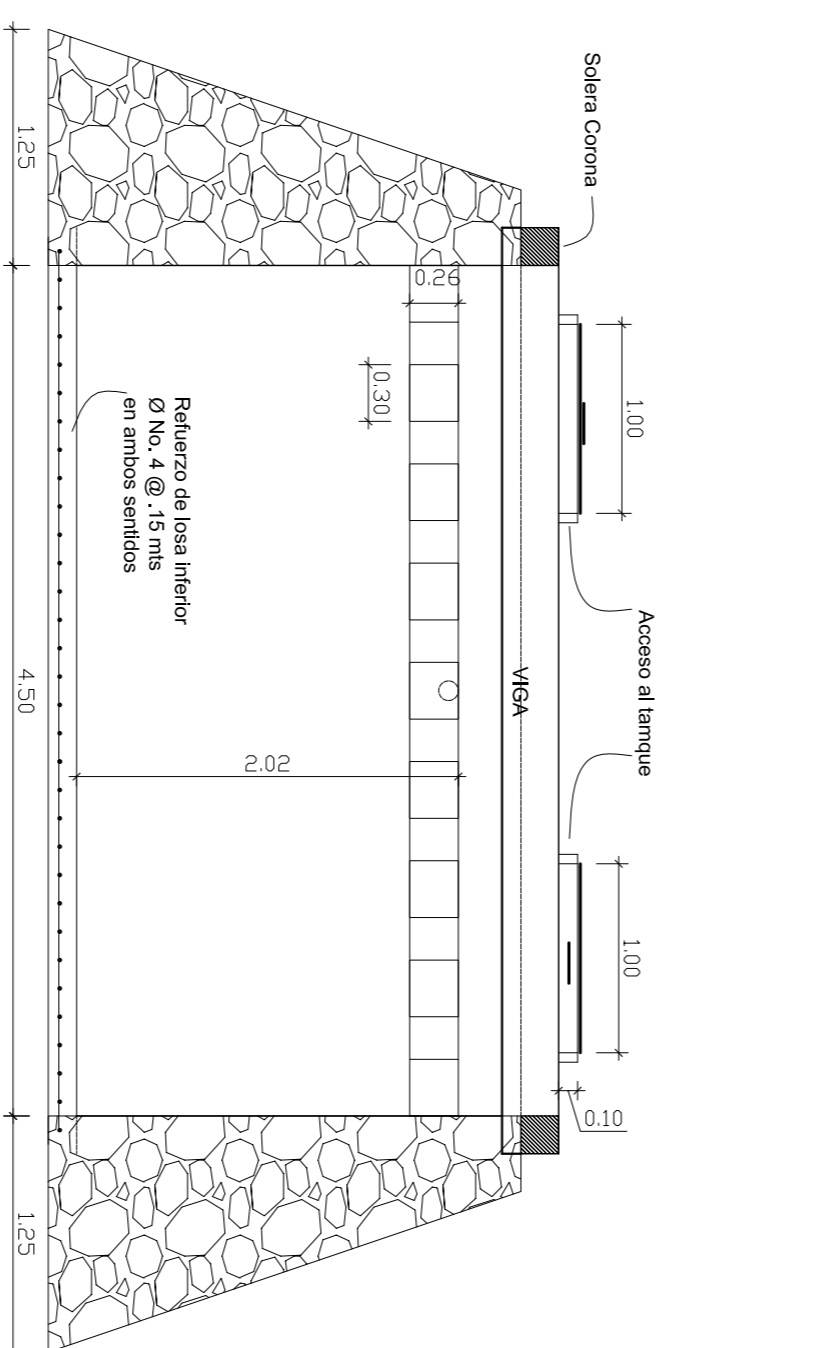 Solera Corona
Acceso al tamque
1.00
1.00
0.10
VIGA
0.26
0.30
2.02
Refuerzo de losa inferior
Ø No. 4 @ .15 mts
en ambos sentidos
1.25
4.50
1.25